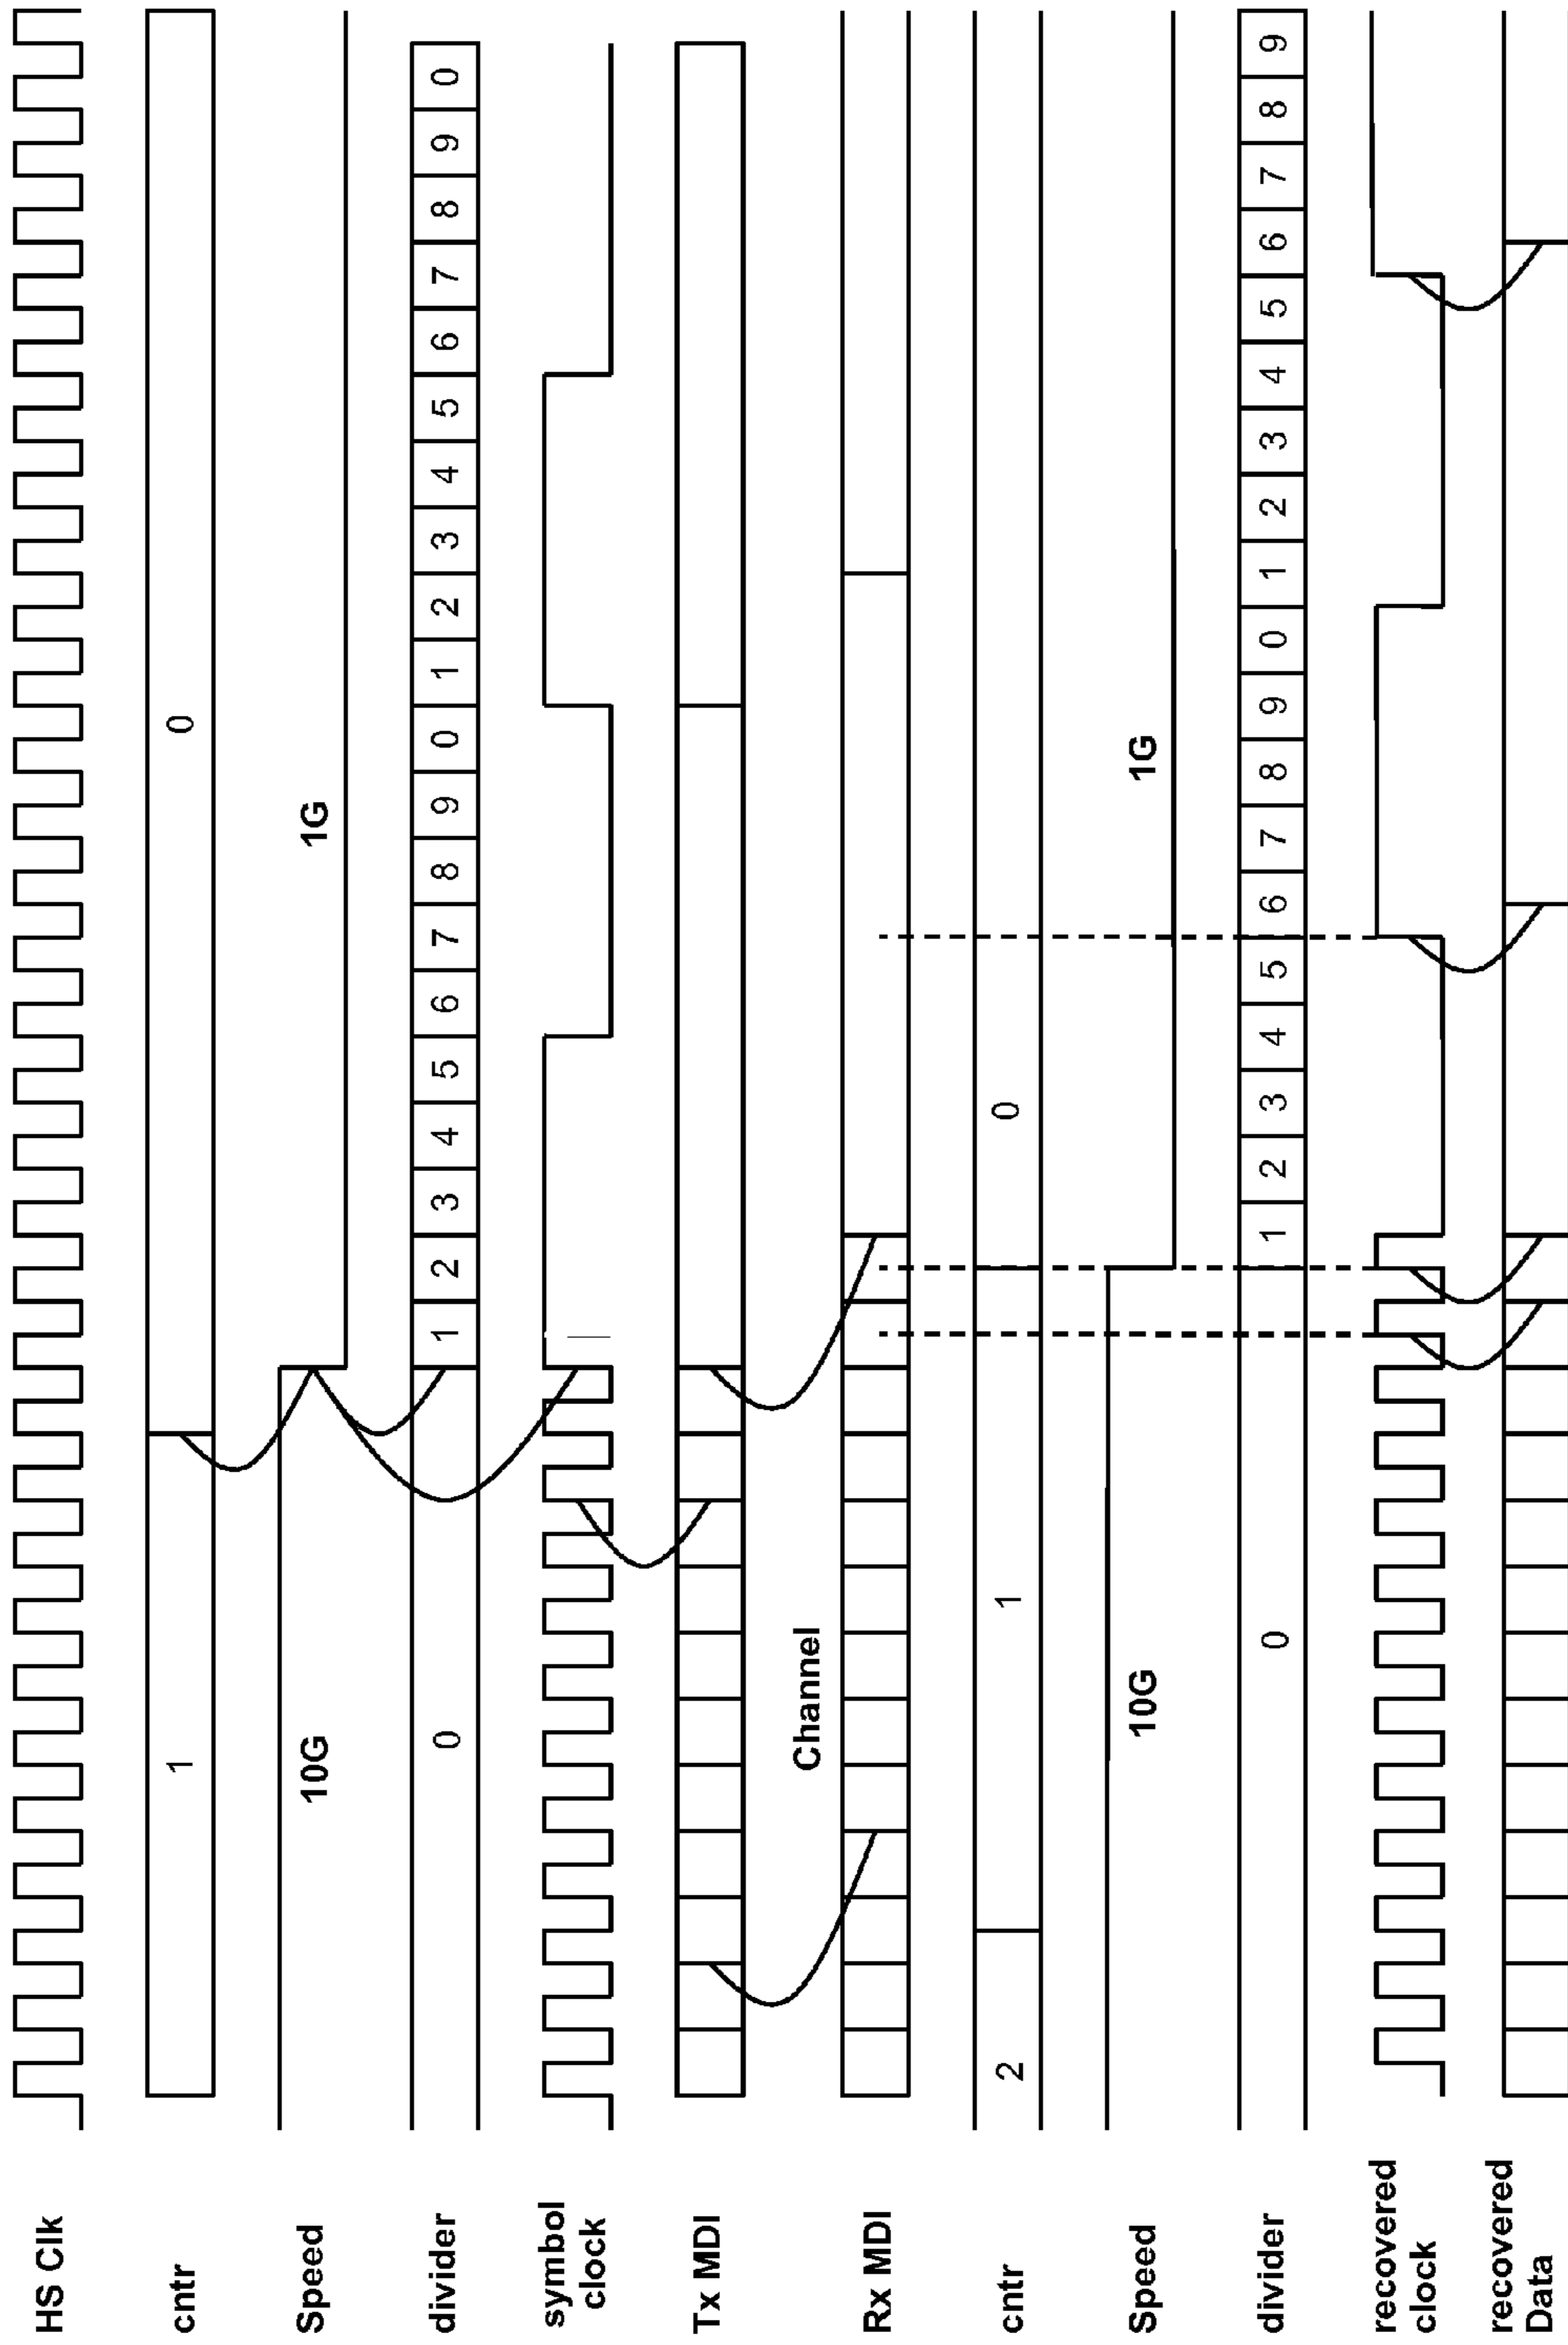 HS Clk
cntr 1 0
Speed 10G 1G
divider 0 1 2 3 4 5 6 7 8 9 0 1 2 3 4 5 6 7 8 9 0
symbol
clock
Tx MDI
Channel
Rx MDI
cntr 2 1 0
Speed 10G 1G
divider 0 1 2 3 4 5 6 7 8 9 0 1 2 3 4 5 6 7 8 9
recovered
clock
recovered
Data